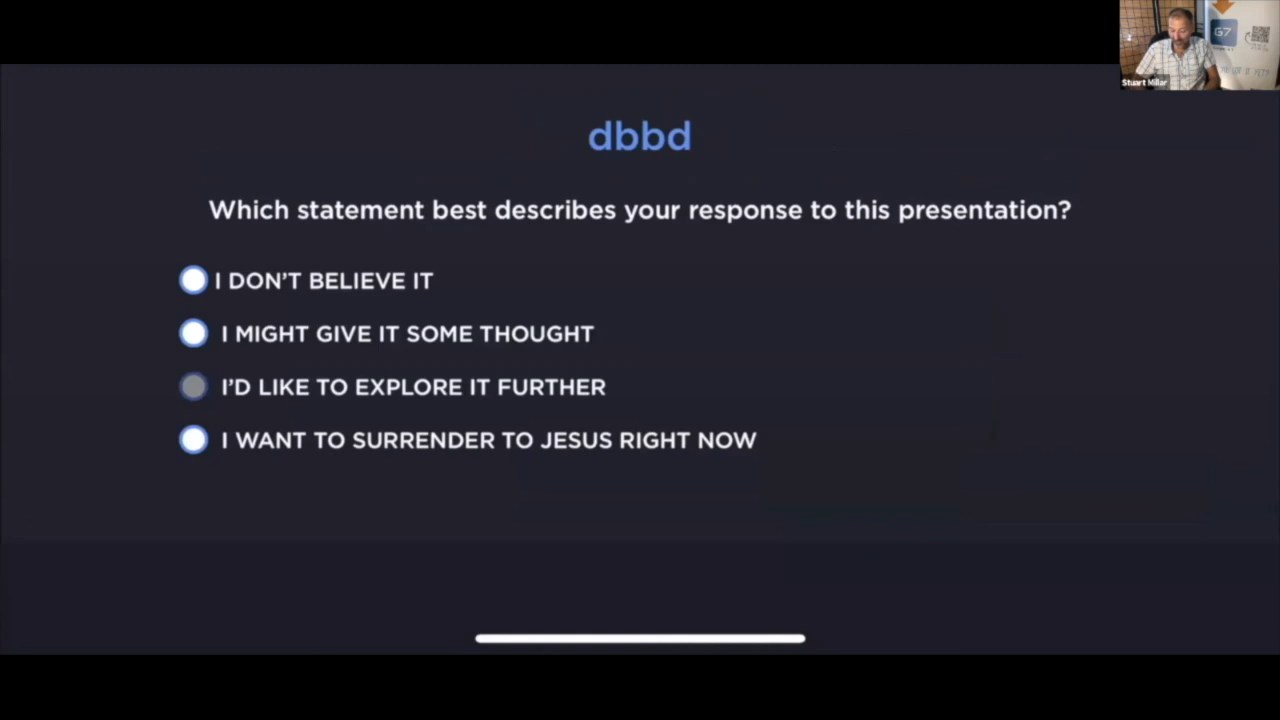 G7
Stuart Millar
dbbd
Which statement best describes your response to this presentation?
I DON'T BELIEVE IT
I MIGHT GIVE IT SOME THOUGHT
I'D LIKE TO EXPLORE IT FURTHER
I WANT TO SURRENDER TO JESUS RIGHT NOW